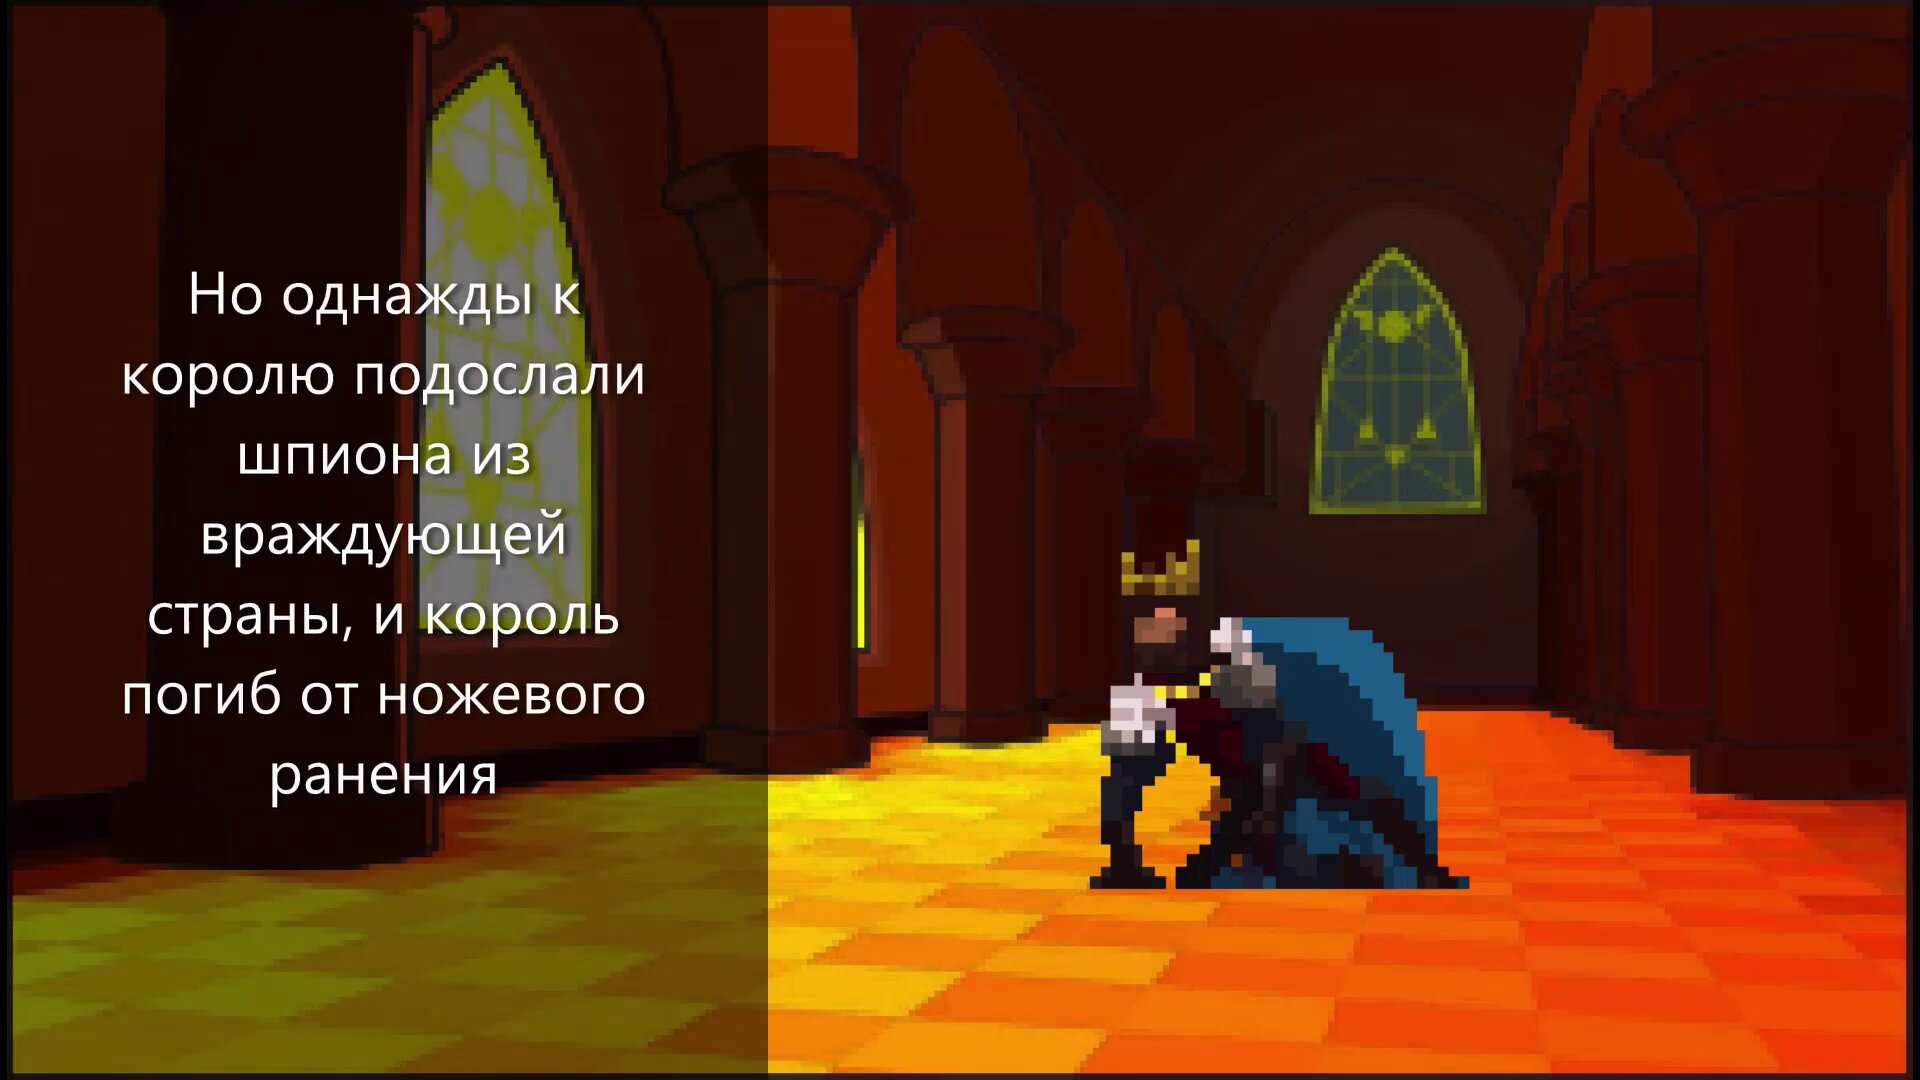 Но однажды к
королю подослали
шпиона из
враждующей
страны, и король
погиб от ножевого
ранения